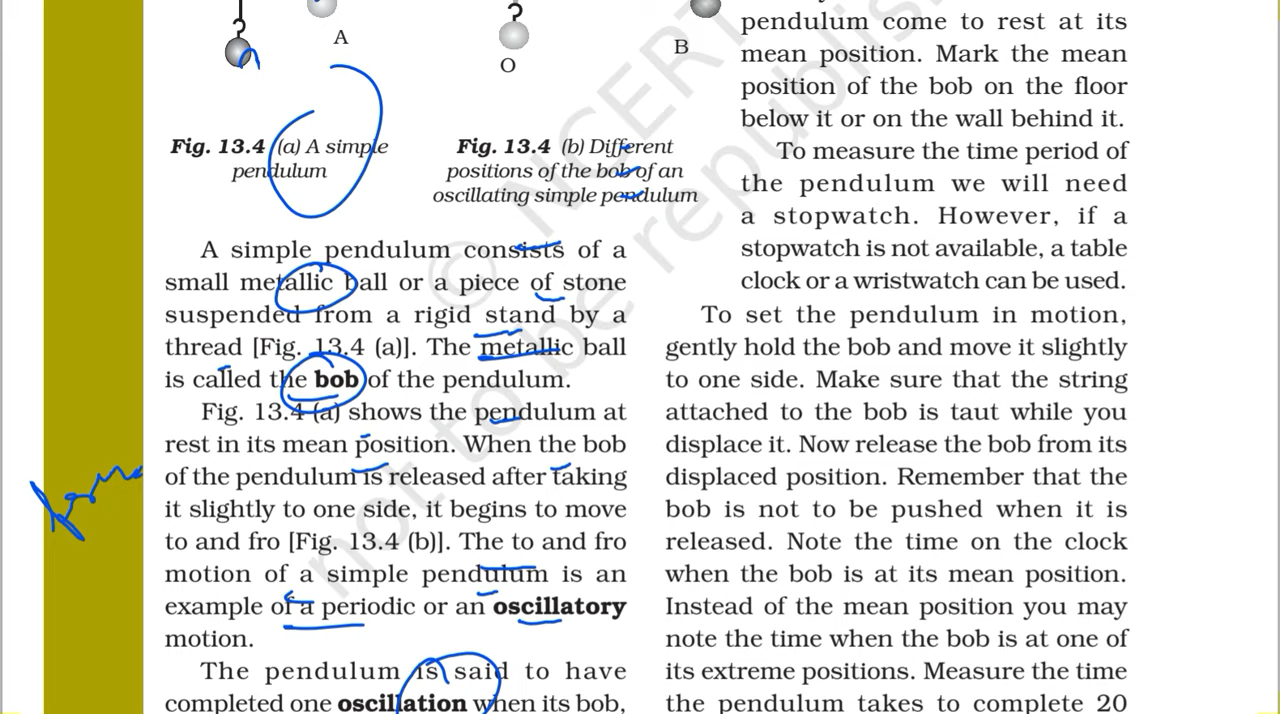 A
O
B
Fig. 13.4 (a) A simple
pendulum
Fig. 13.4 (b) Different
positions of the bob of an
oscillating simple pendulum
A simple pendulum consists of a
small metallic ball or a piece of stone
suspended from a rigid stand by a
thread [Fig. 13.4 (a)]. The metallic ball
is called the bob of the pendulum.
Fig. 13.4 (a) shows the pendulum at
rest in its mean position. When the bob
of the pendulum is released after taking
it slightly to one side, it begins to move
to and fro [Fig. 13.4 (b)]. The to and fro
motion of a simple pendulum is an
example of a periodic or an oscillatory
motion.
The pendulum is said to have
completed one oscillation when its bob,
pendulum come to rest at its
mean position. Mark the mean
position of the bob on the floor
below it or on the wall behind it.
To measure the time period of
the pendulum we will need
a stopwatch. However, if a
stopwatch is not available, a table
clock or a wristwatch can be used.
To set the pendulum in motion,
gently hold the bob and move it slightly
to one side. Make sure that the string
attached to the bob is taut while you
displace it. Now release the bob from its
displaced position. Remember that the
bob is not to be pushed when it is
released. Note the time on the clock
when the bob is at its mean position.
Instead of the mean position you may
note the time when the bob is at one of
its extreme positions. Measure the time
the pendulum takes to complete 20
© NCERT
not to be republis